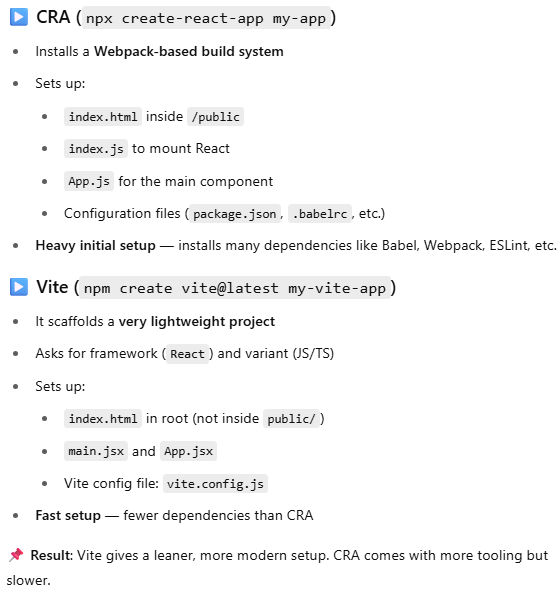 ▶️ CRA (npx create-react-app my-app)
• Installs a Webpack-based build system
• Sets up:
• index.html inside /public
• index.js to mount React
• App.js for the main component
• Configuration files (package.json, .babelrc, etc.)
• Heavy initial setup — installs many dependencies like Babel, Webpack, ESLint, etc.
▶️ Vite (npm create vite@latest my-vite-app)
• It scaffolds a very lightweight project
• Asks for framework (React) and variant (JS/TS)
• Sets up:
• index.html in root (not inside public/)
• main.jsx and App.jsx
• Vite config file: vite.config.js
• Fast setup — fewer dependencies than CRA
📌 Result: Vite gives a leaner, more modern setup. CRA comes with more tooling but
slower.